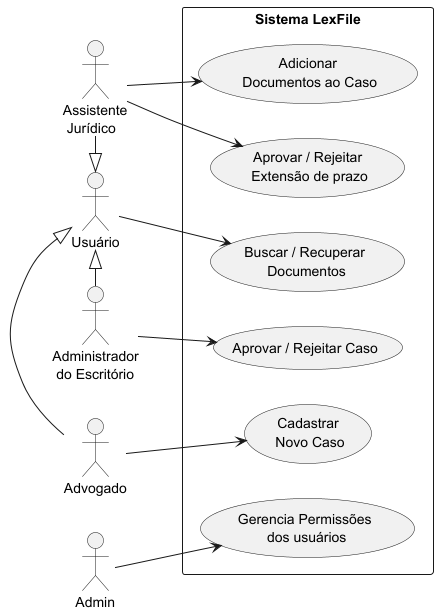 Sistema LexFile
Adicionar
Documentos ao Caso
Assistente
Jurídico
Aprovar / Rejeitar
Extensão de prazo
Usuário
Buscar / Recuperar
Documentos
Administrador
do Escritório
Aprovar / Rejeitar Caso
Cadastrar
Novo Caso
Advogado
Gerencia Permissões
dos usuários
Admin